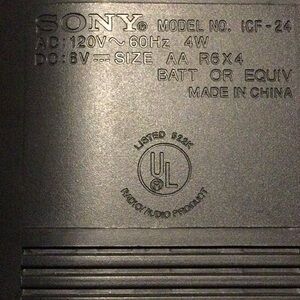 SONY® MODEL NO. ICF-24
AC: 120V ~ 60Hz 4W
DC: 6V ⎓ SIZE AA R6X4
BATT OR EQUIV
MADE IN CHINA
LISTED 922K
UL
RADIO/AUDIO PRODUCT